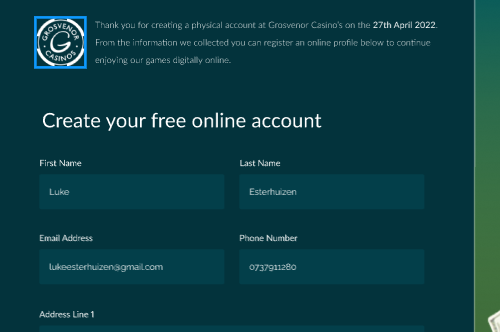 GROSVENOR
G
CASINOS
Thank you for creating a physical account at Grosvenor Casino's on the 27th April 2022.
From the information we collected you can register an online profile below to continue
enjoying our games digitally online.
Create your free online account
First Name
Last Name
Luke
Esterhuizen
Email Address
Phone Number
lukeesterhuizen@gmail.com
0737911280
Address Line 1